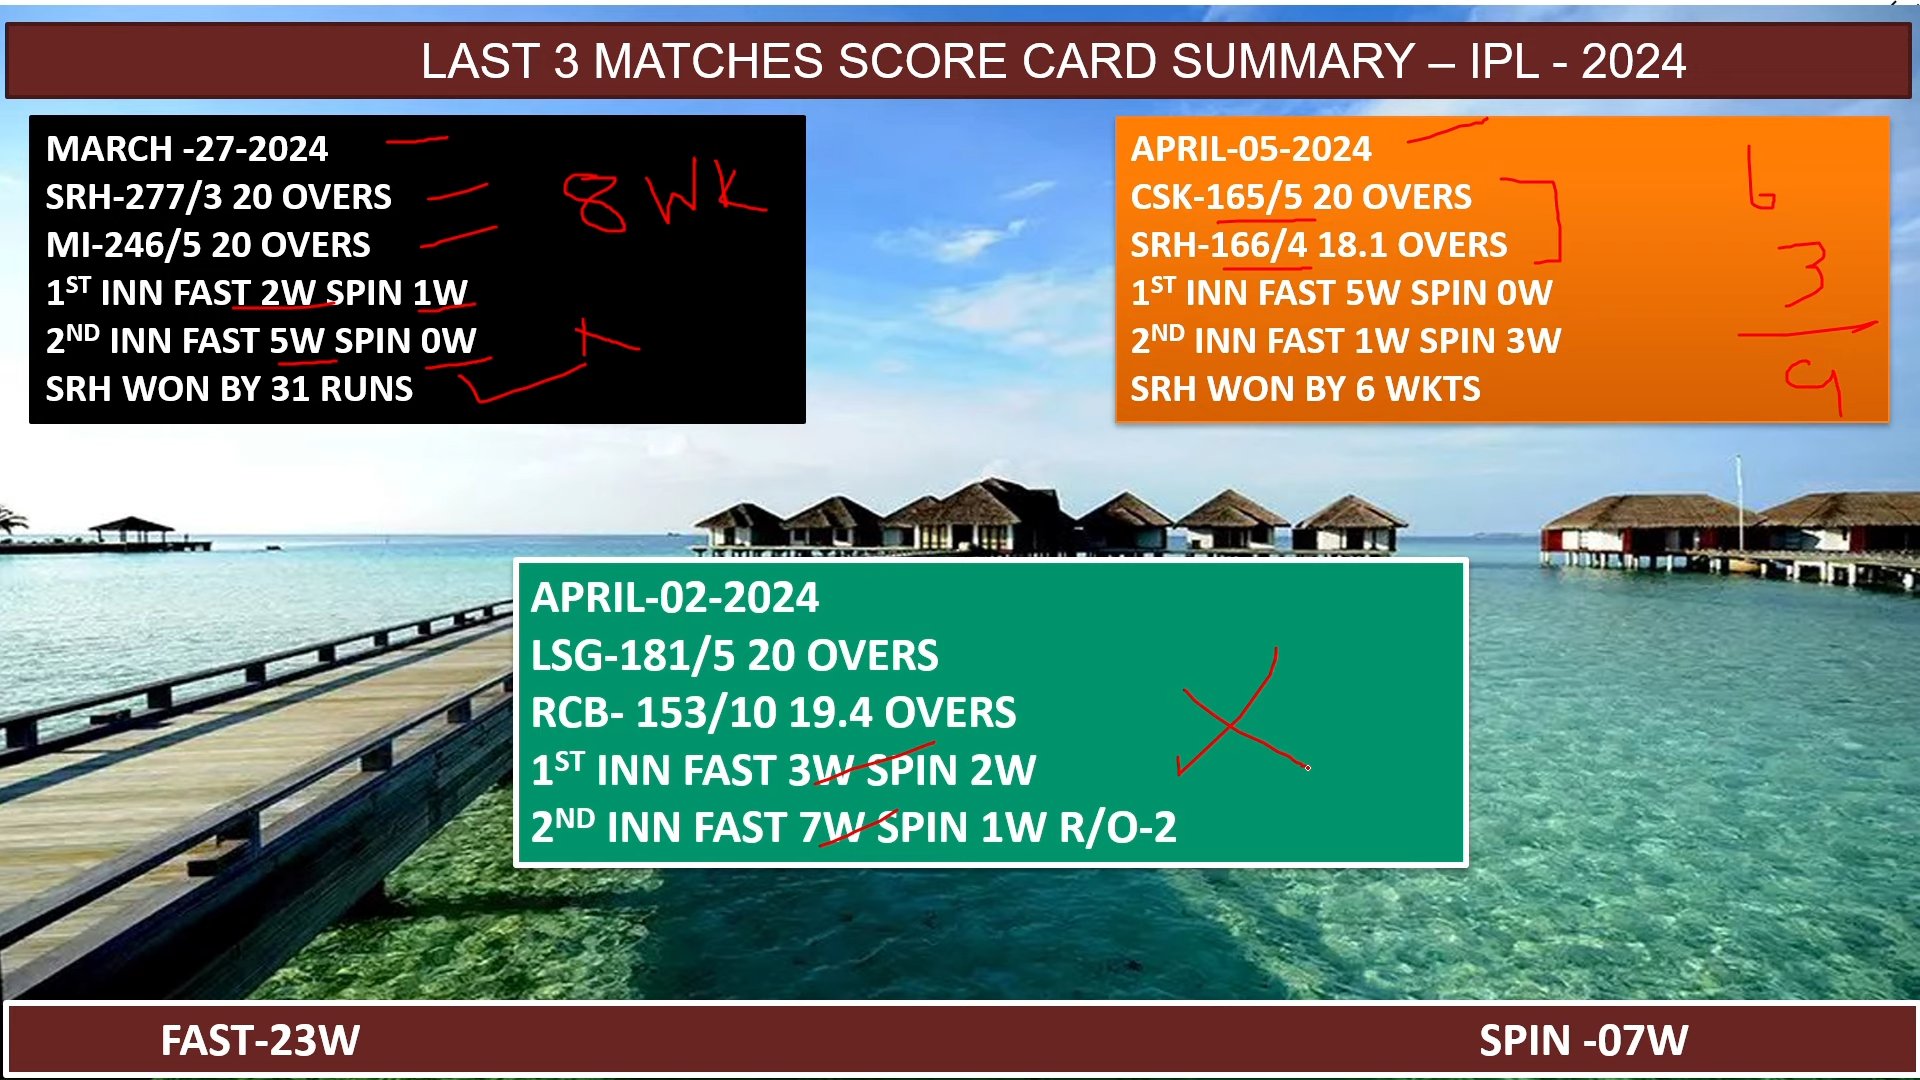 LAST 3 MATCHES SCORE CARD SUMMARY – IPL - 2024
MARCH -27-2024
SRH-277/3 20 OVERS
MI-246/5 20 OVERS
1ST INN FAST 2W SPIN 1W
2ND INN FAST 5W SPIN 0W
SRH WON BY 31 RUNS
8 WK
APRIL-05-2024
CSK-165/5 20 OVERS
SRH-166/4 18.1 OVERS
1ST INN FAST 5W SPIN 0W
2ND INN FAST 1W SPIN 3W
SRH WON BY 6 WKTS
6
3
9
APRIL-02-2024
LSG-181/5 20 OVERS
RCB- 153/10 19.4 OVERS
1ST INN FAST 3W SPIN 2W
2ND INN FAST 7W SPIN 1W R/O-2
FAST-23W
SPIN -07W